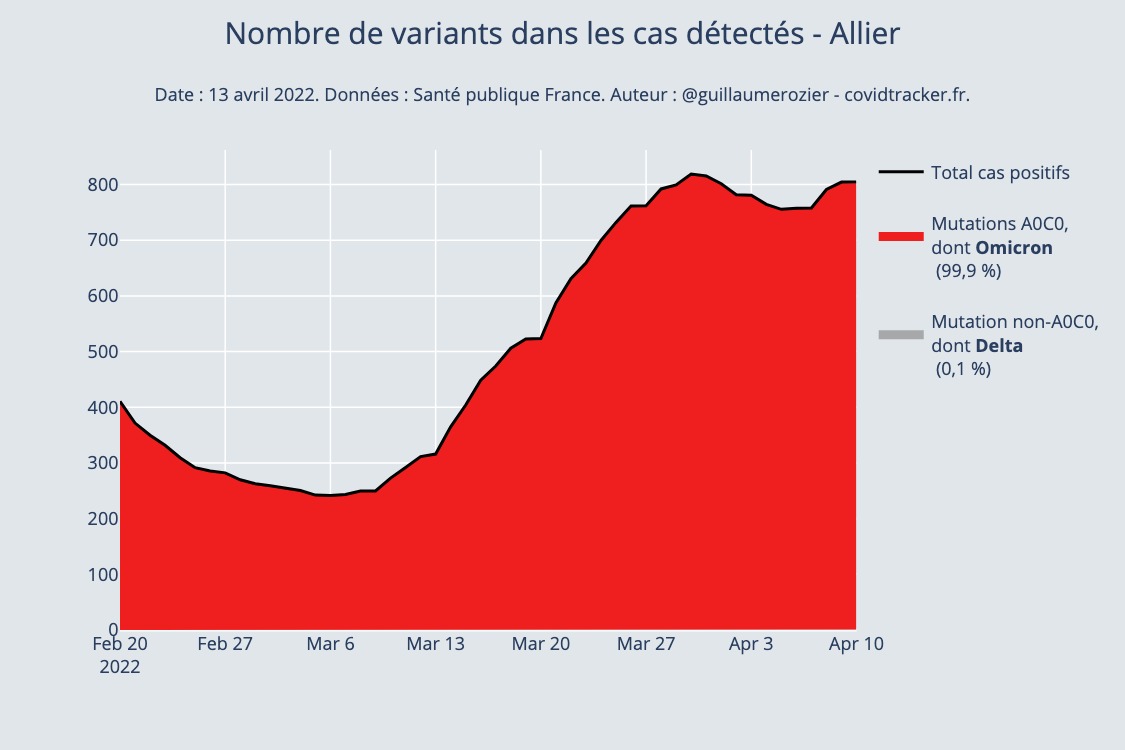 Nombre de variants dans les cas détectés - Allier
Date : 13 avril 2022. Données : Santé publique France. Auteur : @guillaumerozier - covidtracker.fr.
800
700
600
500
400
300
200
100
0
Feb 20
2022
Feb 27
Mar 6
Mar 13
Mar 20
Mar 27
Apr 3
Apr 10
Total cas positifs
Mutations A0C0,
dont Omicron
(99,9 %)
Mutation non-A0C0,
dont Delta
(0,1 %)